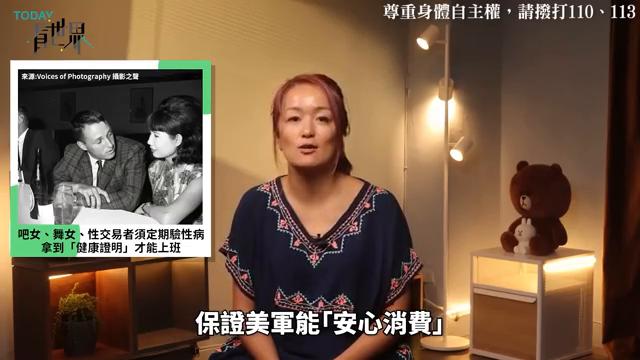 尊重身體自主權，請撥打110、113
TODAY
看世界
來源:Voices of Photography 攝影之聲
吧女、舞女、性交易者須定期驗性病
拿到「健康證明」才能上班
保證美軍能「安心消費」